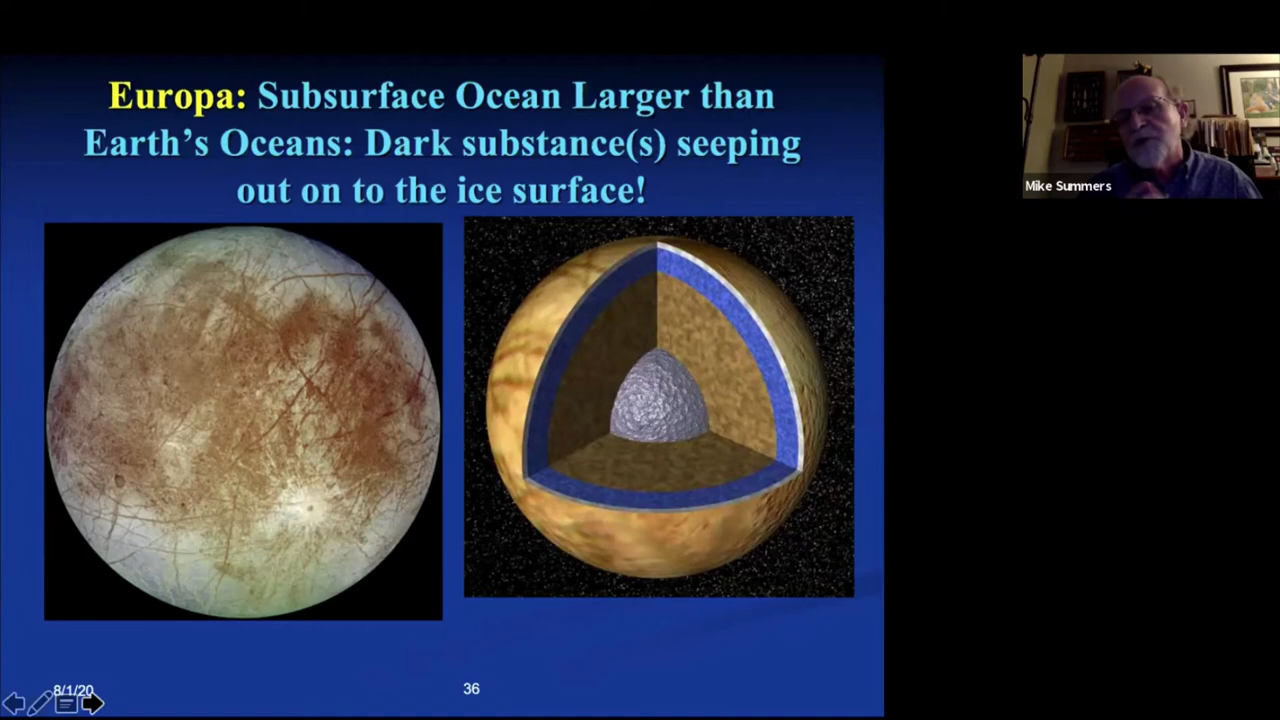 Europa: Subsurface Ocean Larger than
Earth's Oceans: Dark substance(s) seeping
out on to the ice surface!
Mike Summers
8/1/20
36